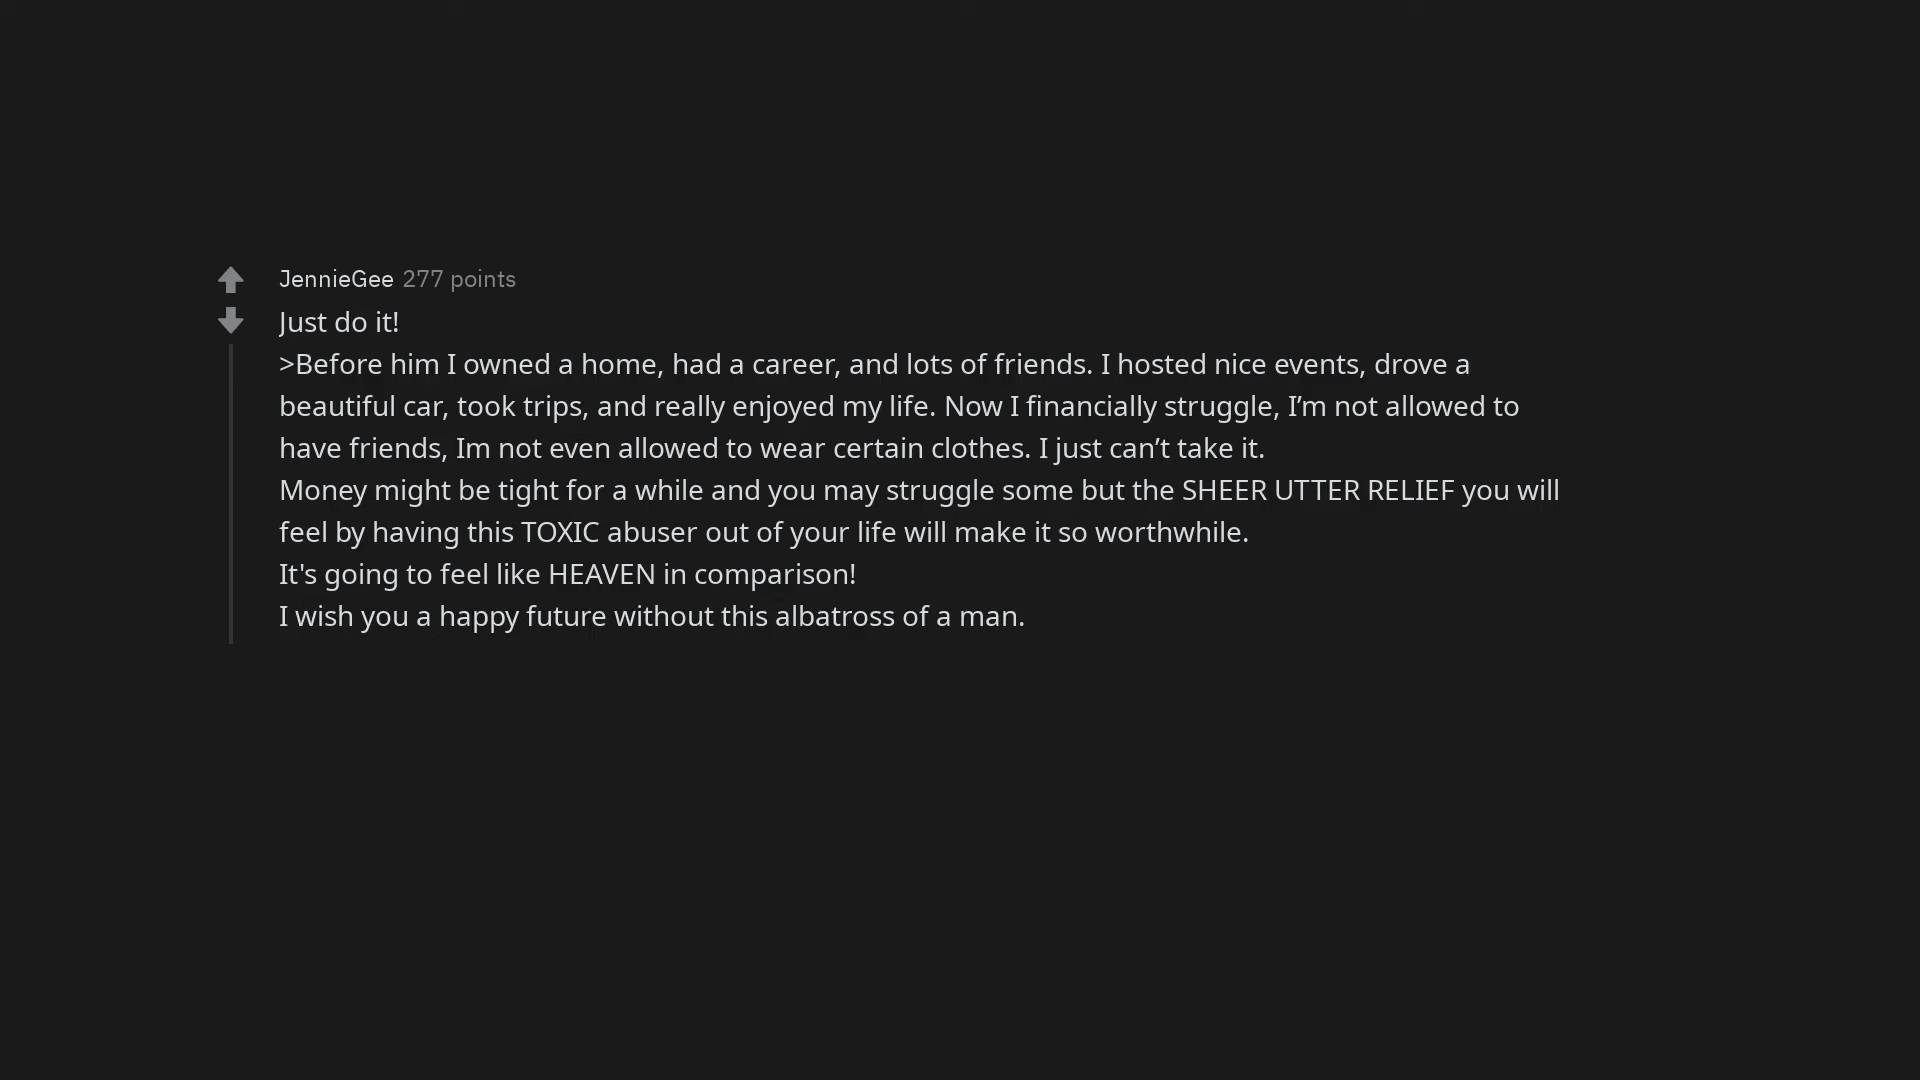 JennieGee 277 points
Just do it!
>Before him I owned a home, had a career, and lots of friends. I hosted nice events, drove a
beautiful car, took trips, and really enjoyed my life. Now I financially struggle, I’m not allowed to
have friends, Im not even allowed to wear certain clothes. I just can’t take it.
Money might be tight for a while and you may struggle some but the SHEER UTTER RELIEF you will
feel by having this TOXIC abuser out of your life will make it so worthwhile.
It's going to feel like HEAVEN in comparison!
I wish you a happy future without this albatross of a man.